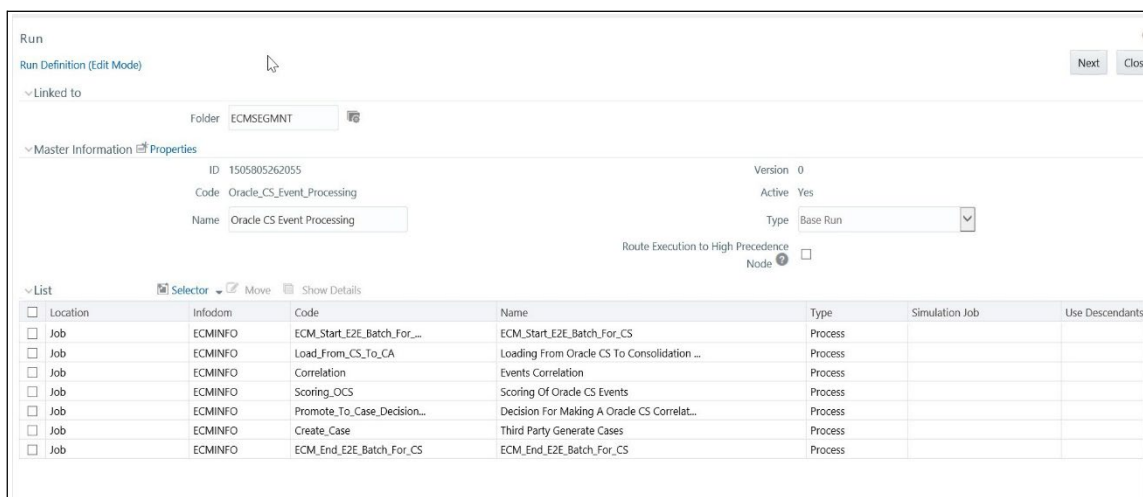 Run
Run Definition (Edit Mode)
Next Clos
Linked to
Folder ECMSEGMNT
Master Information Properties
ID 1505805262055 Version 0
Code Oracle_CS_Event_Processing Active Yes
Name Oracle CS Event Processing Type Base Run
Route Execution to High Precedence
Node ?
List Selector Move Show Details
Location Infodom Code Name Type Simulation Job Use Descendants
Job ECMINFO ECM_Start_E2E_Batch_For_... ECM_Start_E2E_Batch_For_CS Process
Job ECMINFO Load_From_CS_To_CA Loading From Oracle CS To Consolidation ... Process
Job ECMINFO Correlation Events Correlation Process
Job ECMINFO Scoring_OCS Scoring Of Oracle CS Events Process
Job ECMINFO Promote_To_Case_Decision... Decision For Making A Oracle CS Correlat... Process
Job ECMINFO Create_Case Third Party Generate Cases Process
Job ECMINFO ECM_End_E2E_Batch_For_CS ECM_End_E2E_Batch_For_CS Process